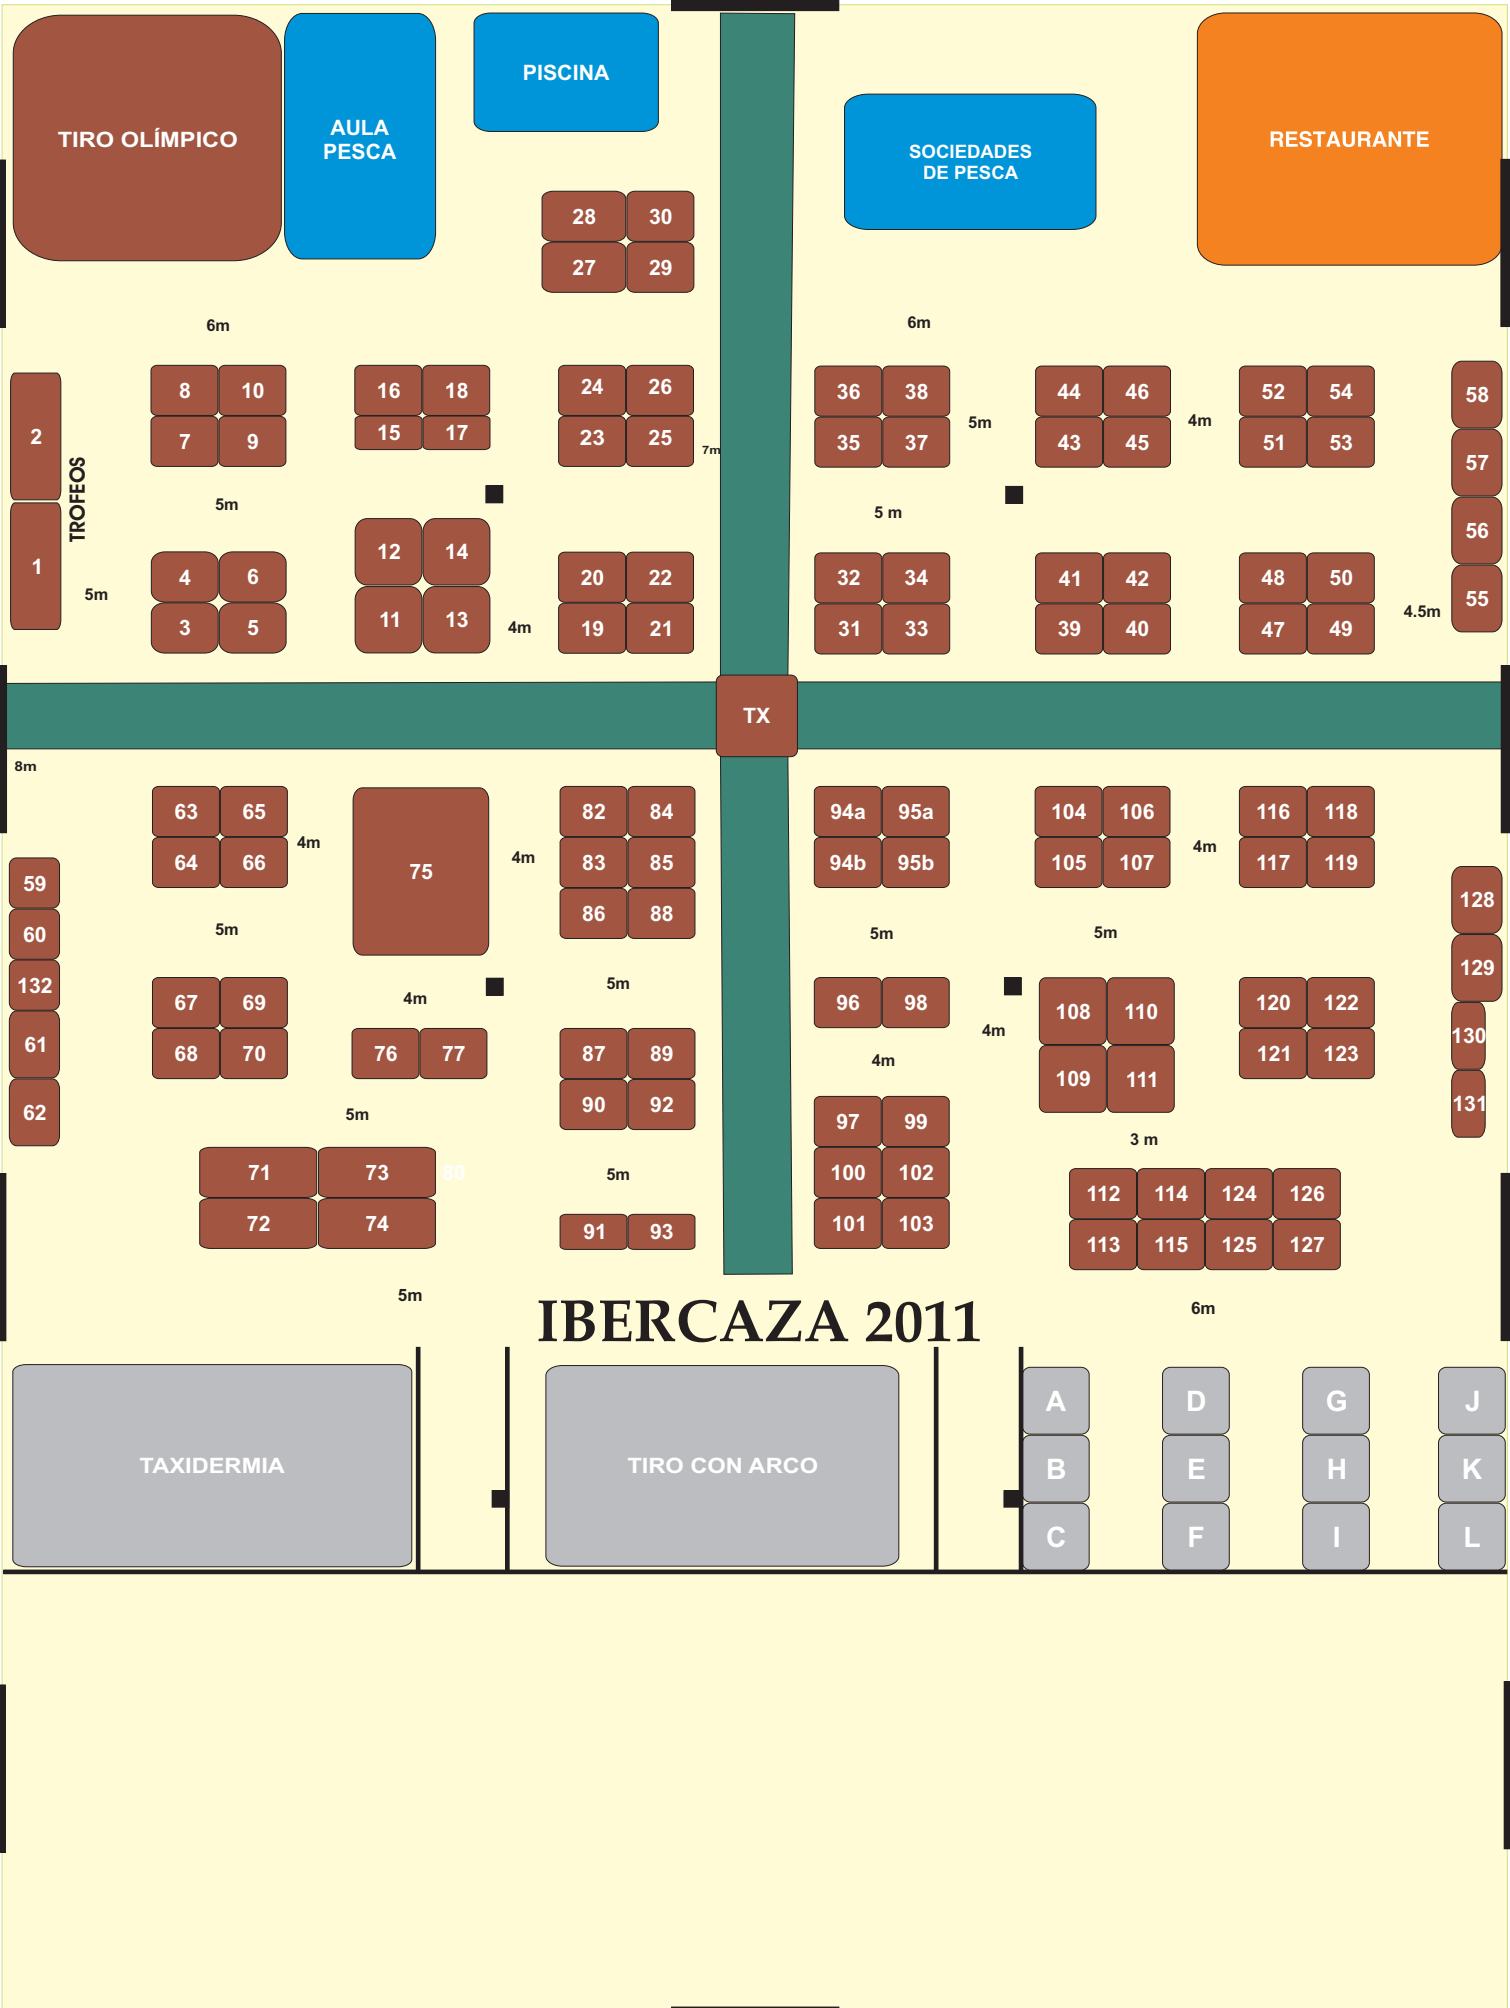 TIRO OLÍMPICO
AULA
PESCA
PISCINA
SOCIEDADES
DE PESCA
RESTAURANTE
28 30
27 29
6m
6m
8 10
7 9
16 18
15 17
24 26
23 25
7m
36 38
35 37
5m
44 46
43 45
4m
52 54
51 53
58
57
56
55
2
1
TROFEOS
5m
5m
5 m
4 6
3 5
12 14
11 13
4m
20 22
19 21
32 34
31 33
41 42
39 40
48 50
47 49
4.5m
TX
8m
63 65
64 66
4m
75
4m
82 84
83 85
86 88
94a 95a
94b 95b
104 106
105 107
4m
116 118
117 119
59
60
132
61
62
5m
5m
5m
128
129
130
131
67 69
68 70
4m
76 77
5m
87 89
90 92
96 98
4m
4m
108 110
109 111
120 122
121 123
5m
3 m
71 73 80
72 74
5m
91 93
97 99
100 102
101 103
112 114 124 126
113 115 125 127
5m
IBERCAZA 2011
6m
TAXIDERMIA
TIRO CON ARCO
A D G J
B E H K
C F I L